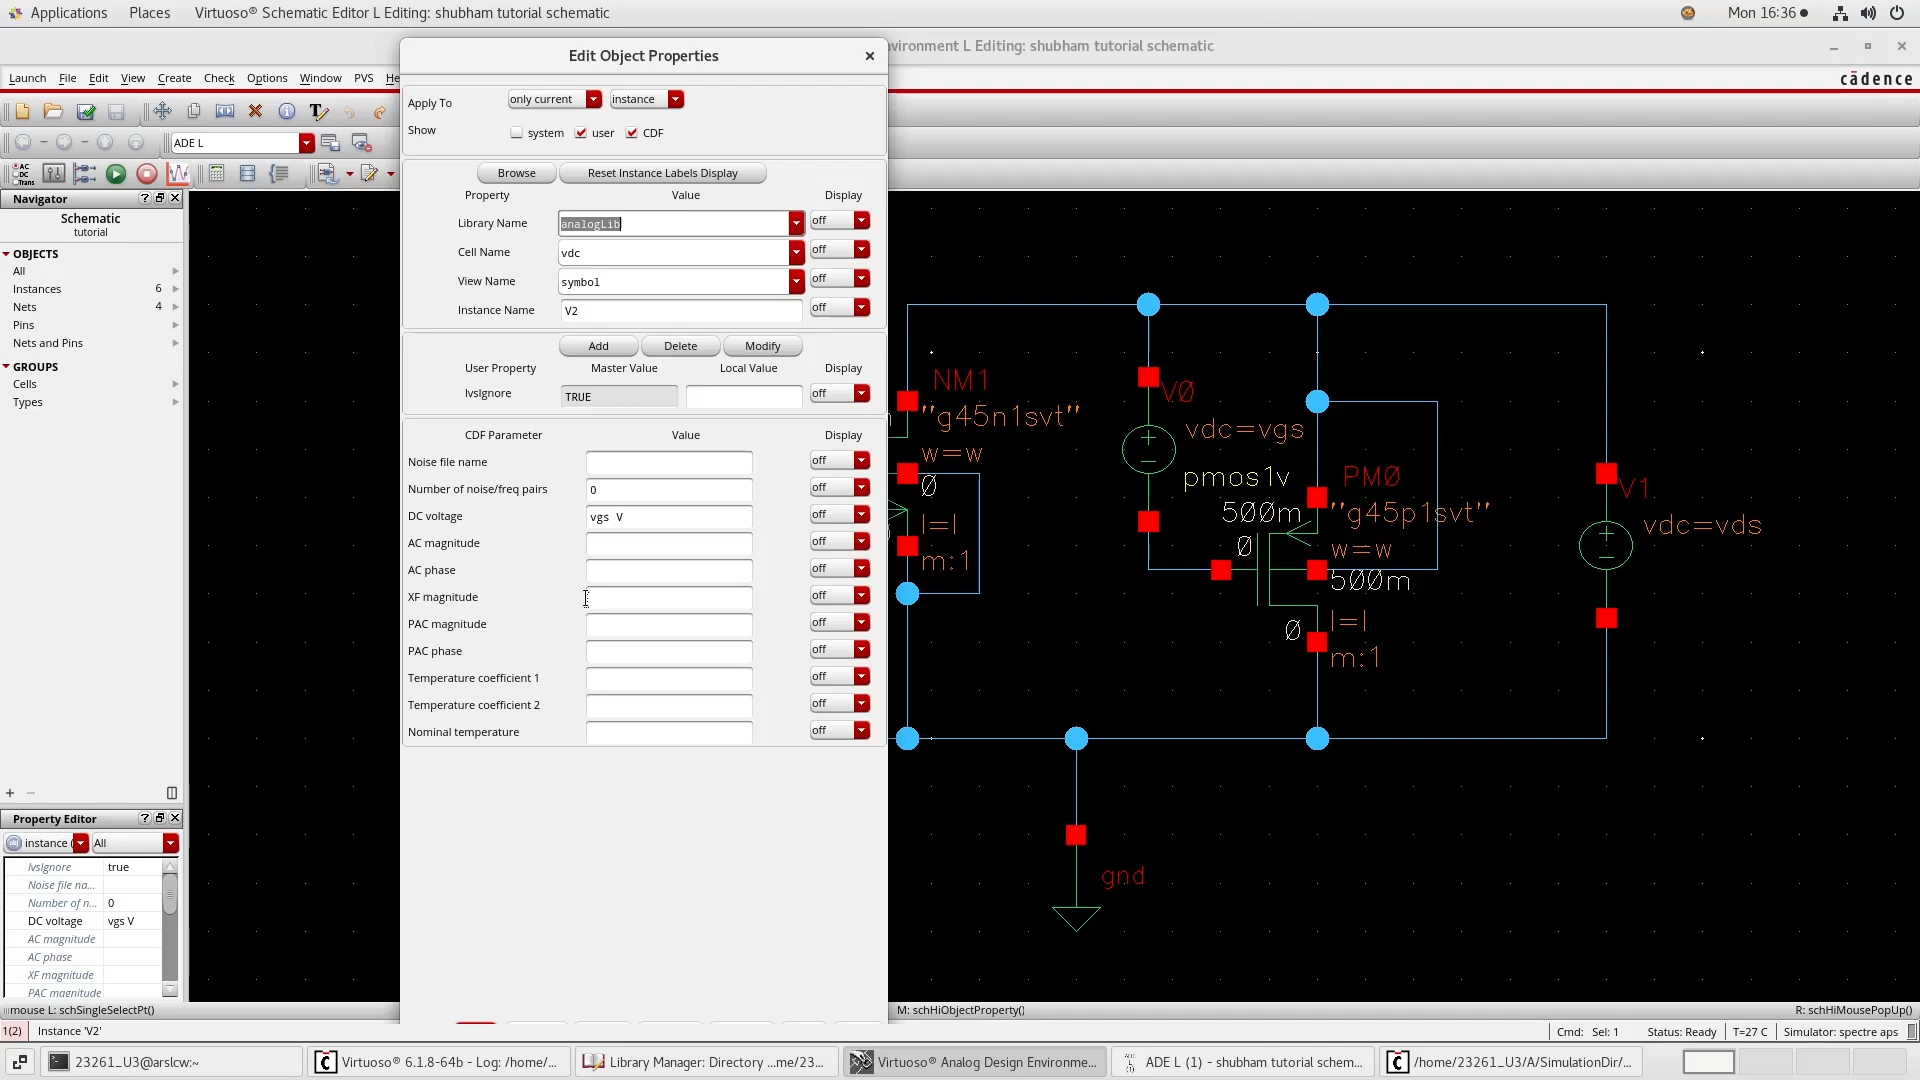 Applications Places Virtuoso® Schematic Editor L Editing: shubham tutorial schematic Mon 16:36
vironment L Editing: shubham tutorial schematic
Edit Object Properties
Launch File Edit View Create Check Options Window PVS He
cādence
Apply To only current instance
Show system user CDF
ADE L
Browse Reset Instance Labels Display
Property Value Display
Library Name analogLib off
Cell Name vdc off
View Name symbol off
Instance Name V2 off
Add Delete Modify
User Property Master Value Local Value Display
lvsIgnore TRUE off
CDF Parameter Value Display
Noise file name off
Number of noise/freq pairs 0 off
DC voltage vgs V off
AC magnitude off
AC phase off
XF magnitude off
PAC magnitude off
PAC phase off
Temperature coefficient 1 off
Temperature coefficient 2 off
Nominal temperature off
AC
DC
Trans
Navigator
Schematic
tutorial
OBJECTS
All
Instances 6
Nets 4
Pins
Nets and Pins
GROUPS
Cells
Types
Property Editor
instance ( All
lvsIgnore true
Noise file na...
Number of n... 0
DC voltage vgs V
AC magnitude
AC phase
XF magnitude
PAC magnitude
NM1
"g45n1svt"
w=w
0
l=l
m:1
V0
vdc=vgs
pmos1v
500m
0
PM0
"g45p1svt"
w=w
500m
l=l
0
m:1
V1
vdc=vds
gnd
mouse L: schSingleSelectPt() M: schHiObjectProperty() R: schHiMousePopUp()
1(2) Instance 'V2' Cmd: Sel: 1 Status: Ready T=27 C Simulator: spectre aps
23261_U3@arslcw:~ Virtuoso® 6.1.8-64b - Log: /home/... Library Manager: Directory ...me/23... Virtuoso® Analog Design Environme... ADE L (1) - shubham tutorial schem... /home/23261_U3/A/SimulationDir/...